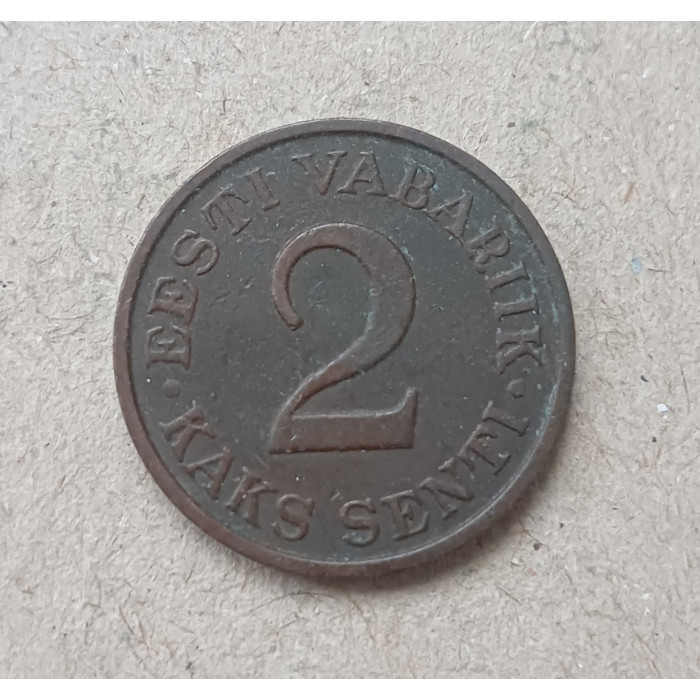 EESTI VABARIIK
2
· KAKS SENTI ·